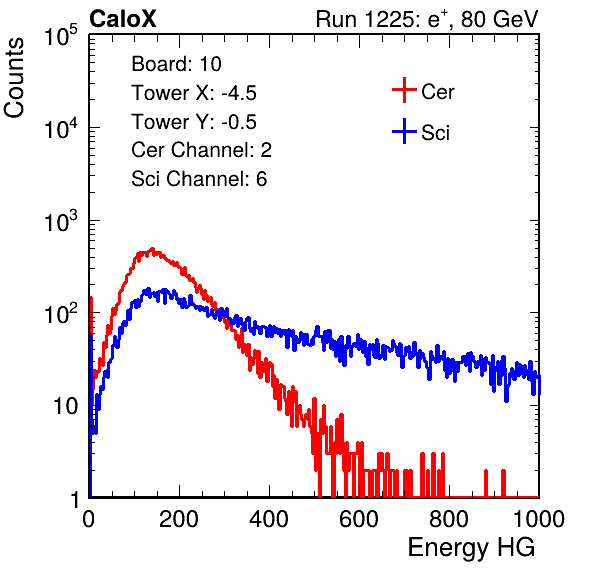 CaloX Run 1225: e⁺, 80 GeV
Counts
10⁵
10⁴
10³
10²
10
1
Board: 10
Tower X: -4.5
Tower Y: -0.5
Cer Channel: 2
Sci Channel: 6
Cer
Sci
0 200 400 600 800 1000
Energy HG